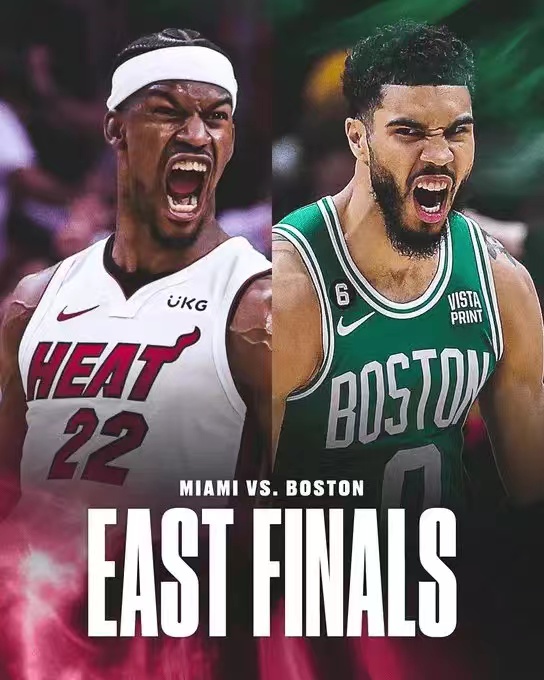 UKG
HEAT
22
6
VISTA
PRINT
BOSTON
0
MIAMI VS. BOSTON
EAST FINALS